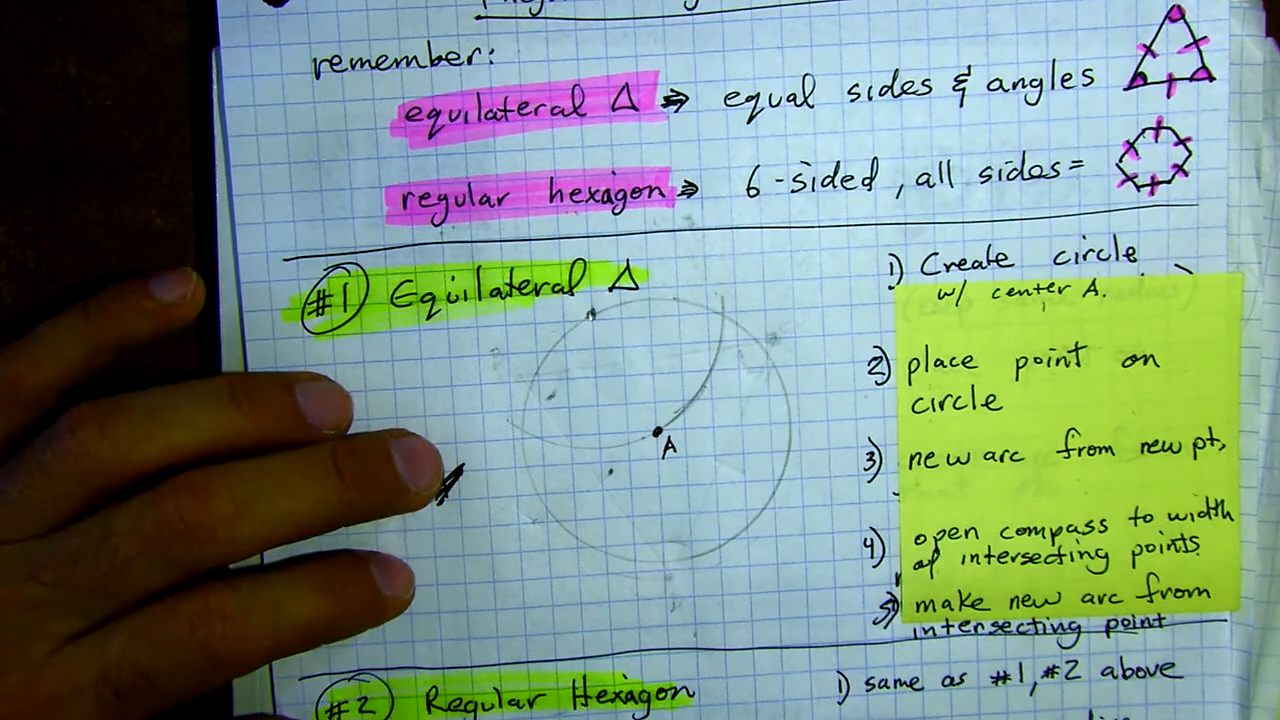 remember:
equilateral Δ ⇒ equal sides & angles
regular hexagon ⇒ 6-sided, all sides =
#1 Equilateral Δ
A
1) Create circle
w/ center A.
2) place point on
circle
3) new arc from new pt,
4) open compass to width
of intersecting points
5) make new arc from
intersecting point
#2 Regular Hexagon
1) same as #1, #2 above